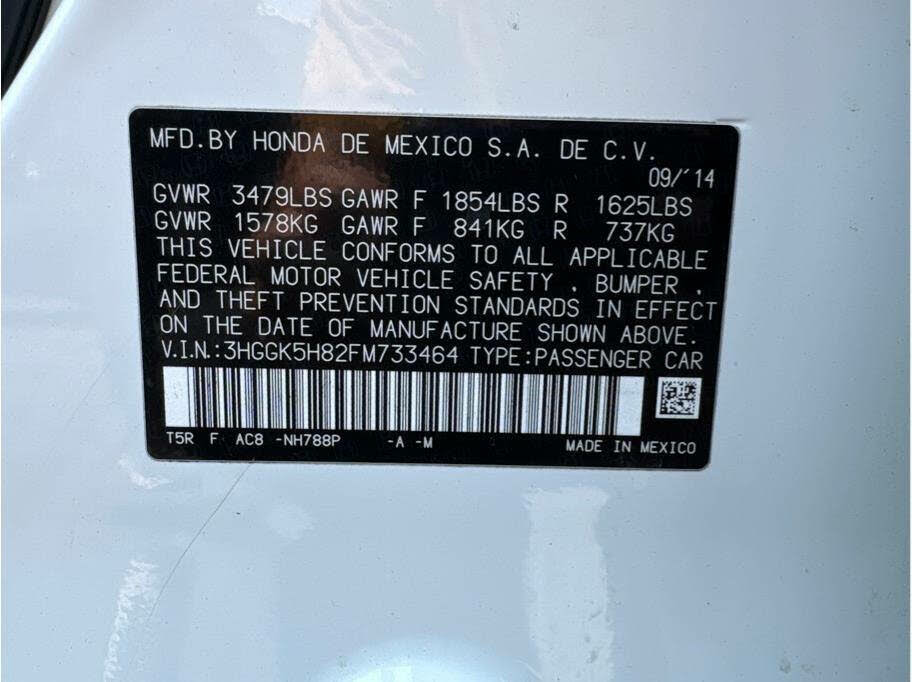 MFD.BY HONDA DE MEXICO S.A. DE C.V.
09/'14
GVWR 3479LBS GAWR F 1854LBS R 1625LBS
GVWR 1578KG GAWR F 841KG R 737KG
THIS VEHICLE CONFORMS TO ALL APPLICABLE
FEDERAL MOTOR VEHICLE SAFETY , BUMPER ,
AND THEFT PREVENTION STANDARDS IN EFFECT
ON THE DATE OF MANUFACTURE SHOWN ABOVE.
V.I.N.:3HGGK5H82FM733464 TYPE:PASSENGER CAR
T5R F AC8 -NH788P -A -M MADE IN MEXICO